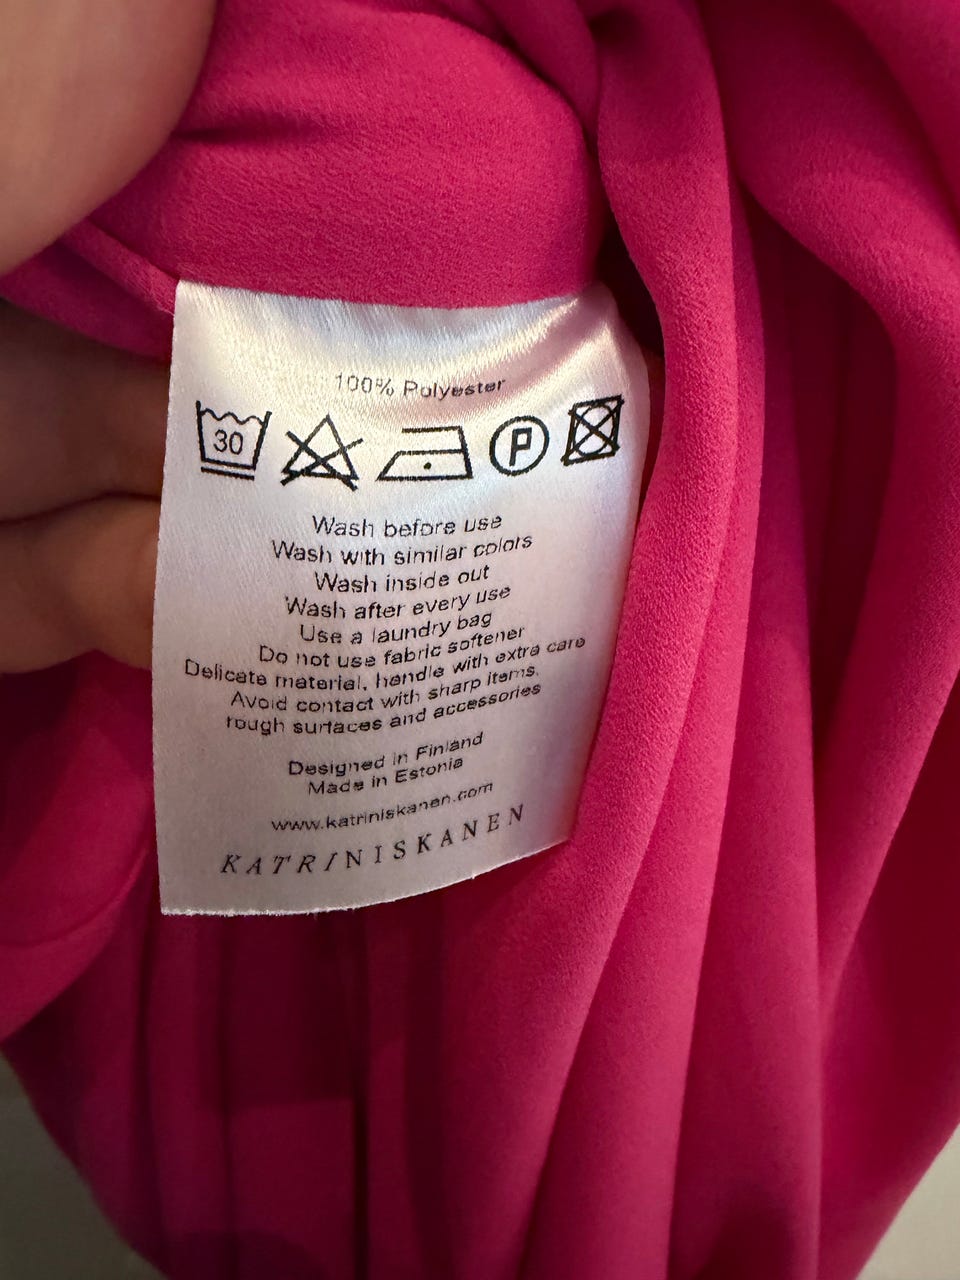 100% Polyester
30 P
Wash before use
Wash with similar colors
Wash inside out
Wash after every use
Use a laundry bag
Do not use fabric softener
Delicate material, handle with extra care
Avoid contact with sharp items,
rough surfaces and accessories
Designed in Finland
Made in Estonia
www.katriniskanen.com
KATRI NISKANEN